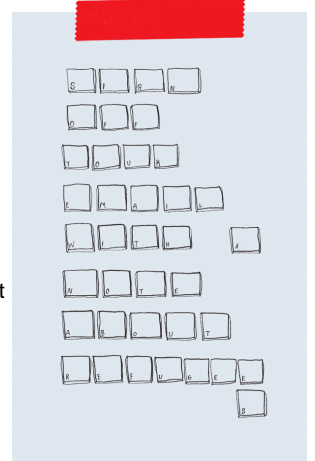 SIGN
OFF
YOUR
EMAIL
WITH A
NOTE
t
ABOUT
REFUGEE
S